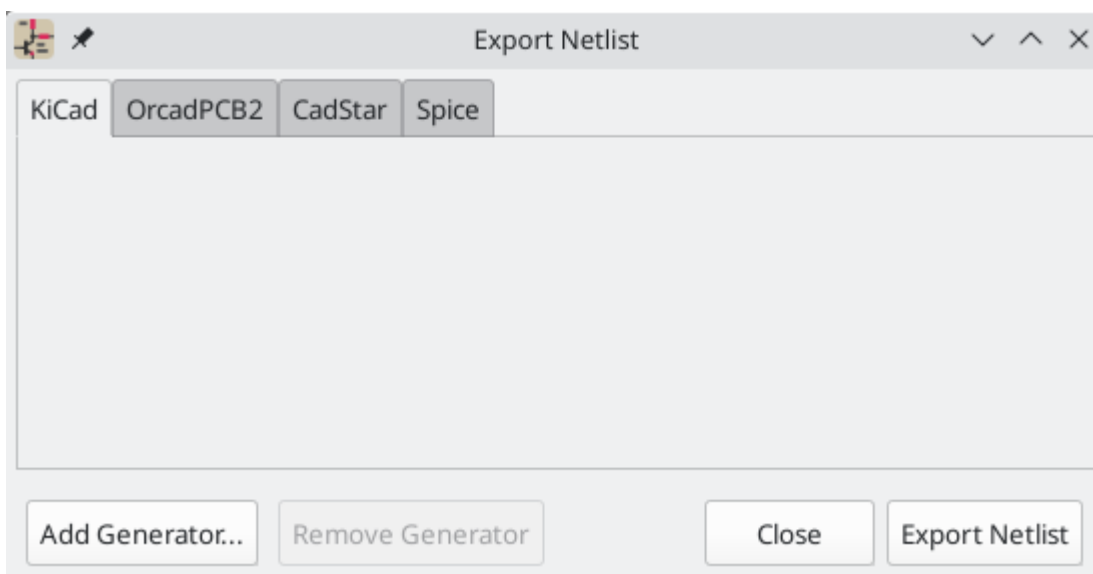 Export Netlist
KiCad OrcadPCB2 CadStar Spice
Add Generator... Remove Generator Close Export Netlist